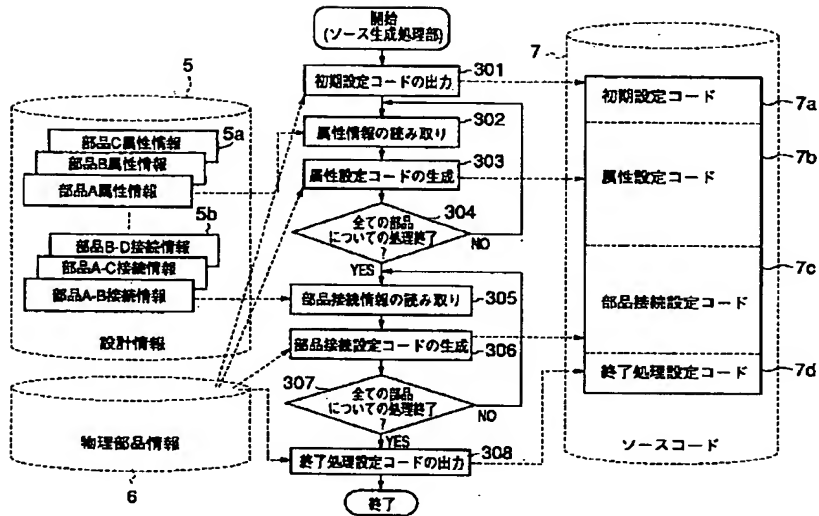 開始
(ソース生成処理部)
301
初期設定コードの出力
302
属性情報の読み取り
303
属性設定コードの生成
304
全ての部品
についての処理終了
?
NO
YES
部品接続情報の読み取り
305
部品接続設定コードの生成
306
307
全ての部品
についての処理終了
?
NO
YES
308
終了処理設定コードの出力
終了
5
5a
部品C属性情報
部品B属性情報
部品A属性情報
5b
部品B-D接続情報
部品A-C接続情報
部品A-B接続情報
設計情報
物理部品情報
6
7
初期設定コード
7a
7b
属性設定コード
7c
部品接続設定コード
終了処理設定コード
7d
ソースコード